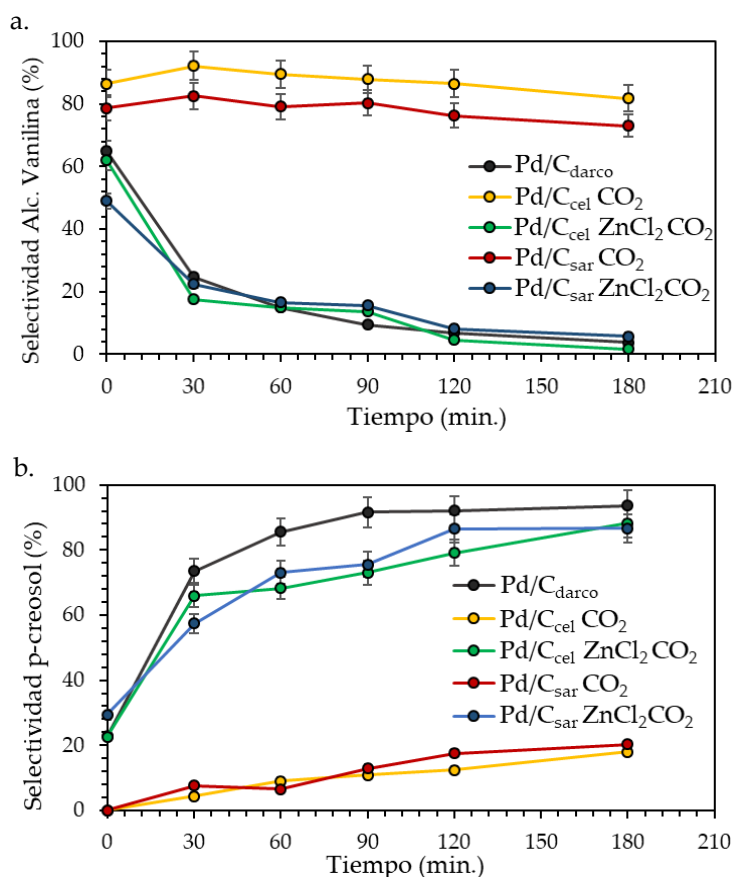 a.
100
80
60
40
20
0
Selectividad Alc. Vanilina (%)
Pd/Cdarco
Pd/Ccel CO2
Pd/Ccel ZnCl2 CO2
Pd/Csar CO2
Pd/Csar ZnCl2CO2
0 30 60 90 120 150 180 210
Tiempo (min.)
b.
100
80
60
40
20
0
Selectividad p-creosol (%)
Pd/Cdarco
Pd/Ccel CO2
Pd/Ccel ZnCl2 CO2
Pd/Csar CO2
Pd/Csar ZnCl2CO2
0 30 60 90 120 150 180 210
Tiempo (min.)